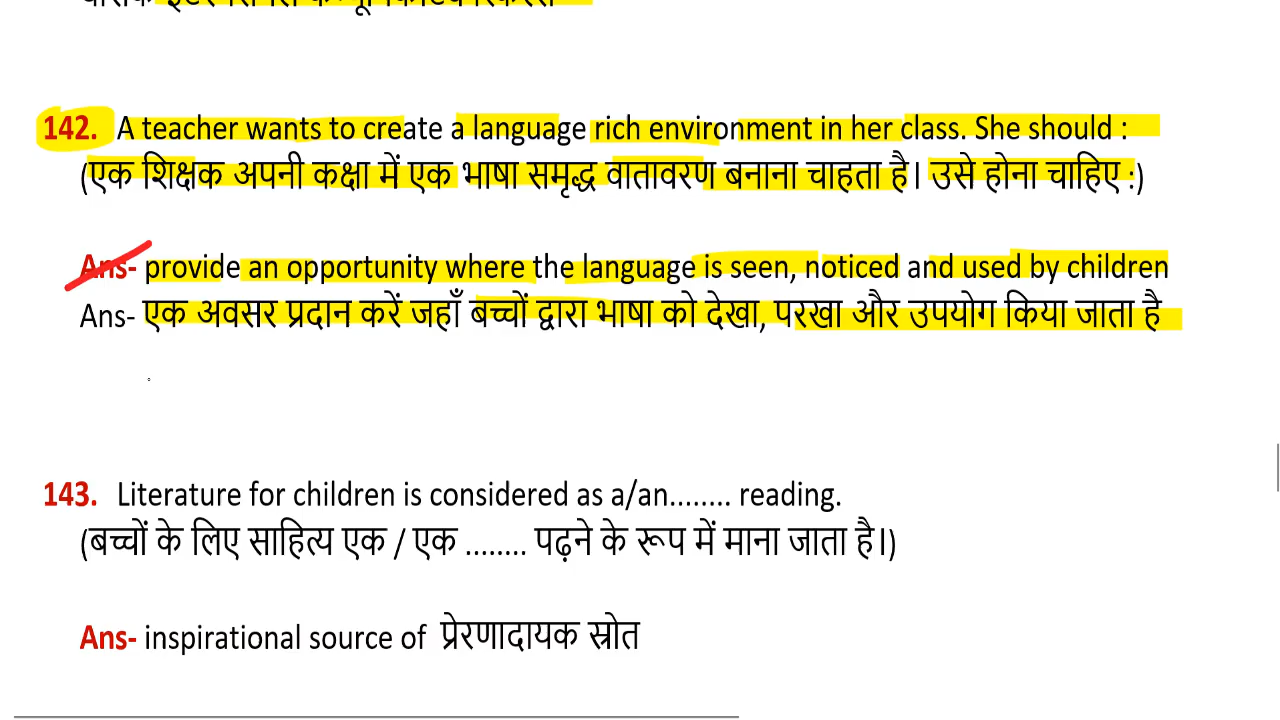 142. A teacher wants to create a language rich environment in her class. She should :
(एक शिक्षक अपनी कक्षा में एक भाषा समृद्ध वातावरण बनाना चाहता है। उसे होना चाहिए :)
Ans- provide an opportunity where the language is seen, noticed and used by children
Ans- एक अवसर प्रदान करें जहाँ बच्चों द्वारा भाषा को देखा, परखा और उपयोग किया जाता है
143. Literature for children is considered as a/an........ reading.
(बच्चों के लिए साहित्य एक / एक ........ पढ़ने के रूप में माना जाता है।)
Ans- inspirational source of प्रेरणादायक स्रोत